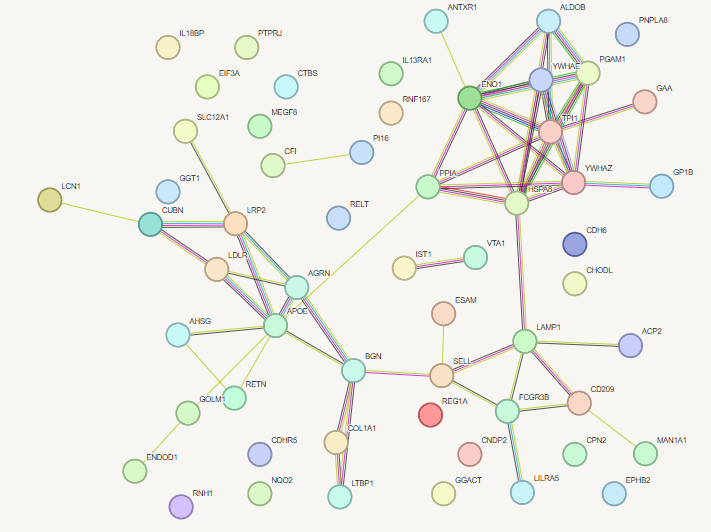 ANTXR1
ALDOB
PNPLA8
IL18BP
PTPRJ
IL13RA1
YWHAE
PGAM1
EIF3A
CTBS
ENO1
GAA
RNF167
MEGF8
TPI1
SLC12A1
PI16
CFI
PPIA
YWHAZ
GP1B
GGT1
HSPA8
LCN1
CUBN
LRP2
RELT
CDH6
VTA1
IST1
LDLR
CHODL
AGRN
ESAM
APOE
AHSG
LAMP1
ACP2
BGN
SELL
RETN
GOLM1
REG1A
FCGR3B
CD209
COL1A1
CDHR5
CNDP2
CPN2
MAN1A1
ENDOD1
NQO2
LTBP1
GGACT
LILRA5
EPHB2
RNH1